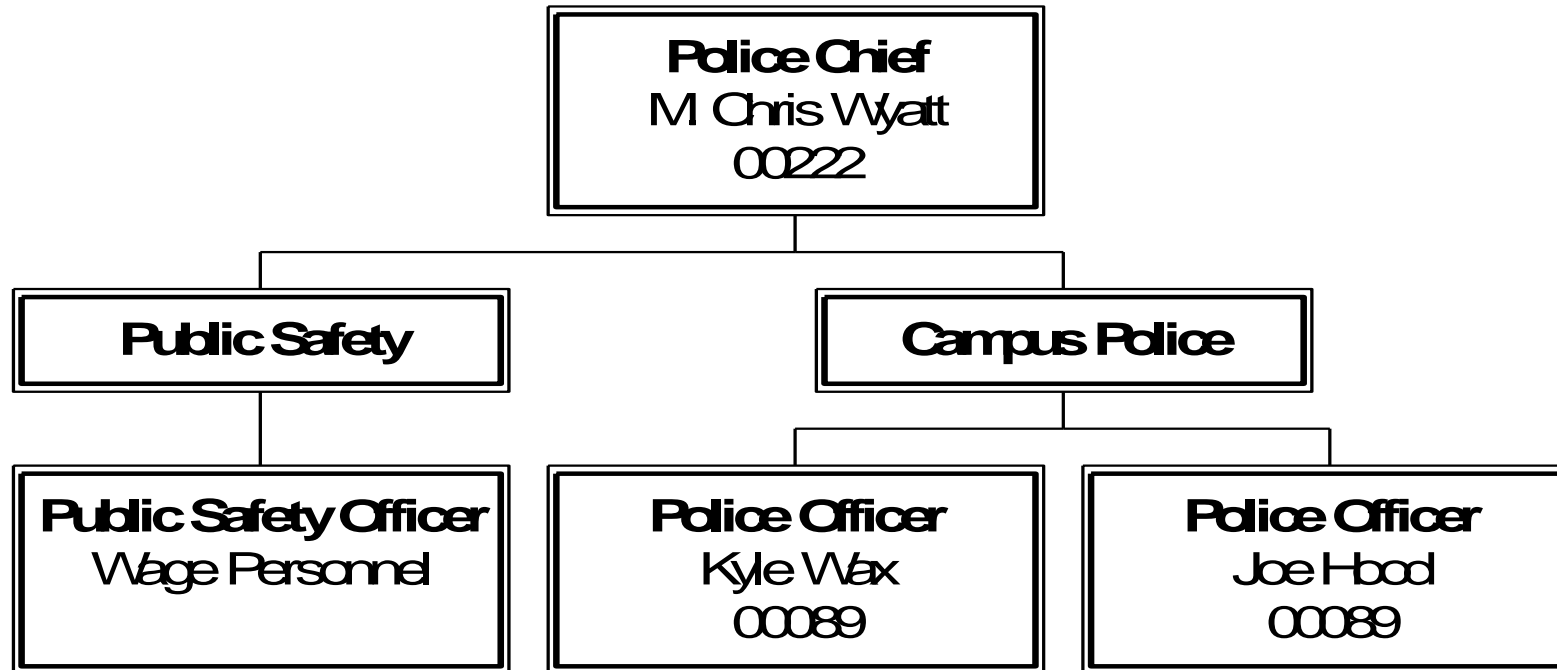 Police Chief
M. Chris Wyatt
00222
Public Safety
Campus Police
Public Safety Officer
Wage Personnel
Police Officer
Kyle Wax
00089
Police Officer
Joe Hood
00089